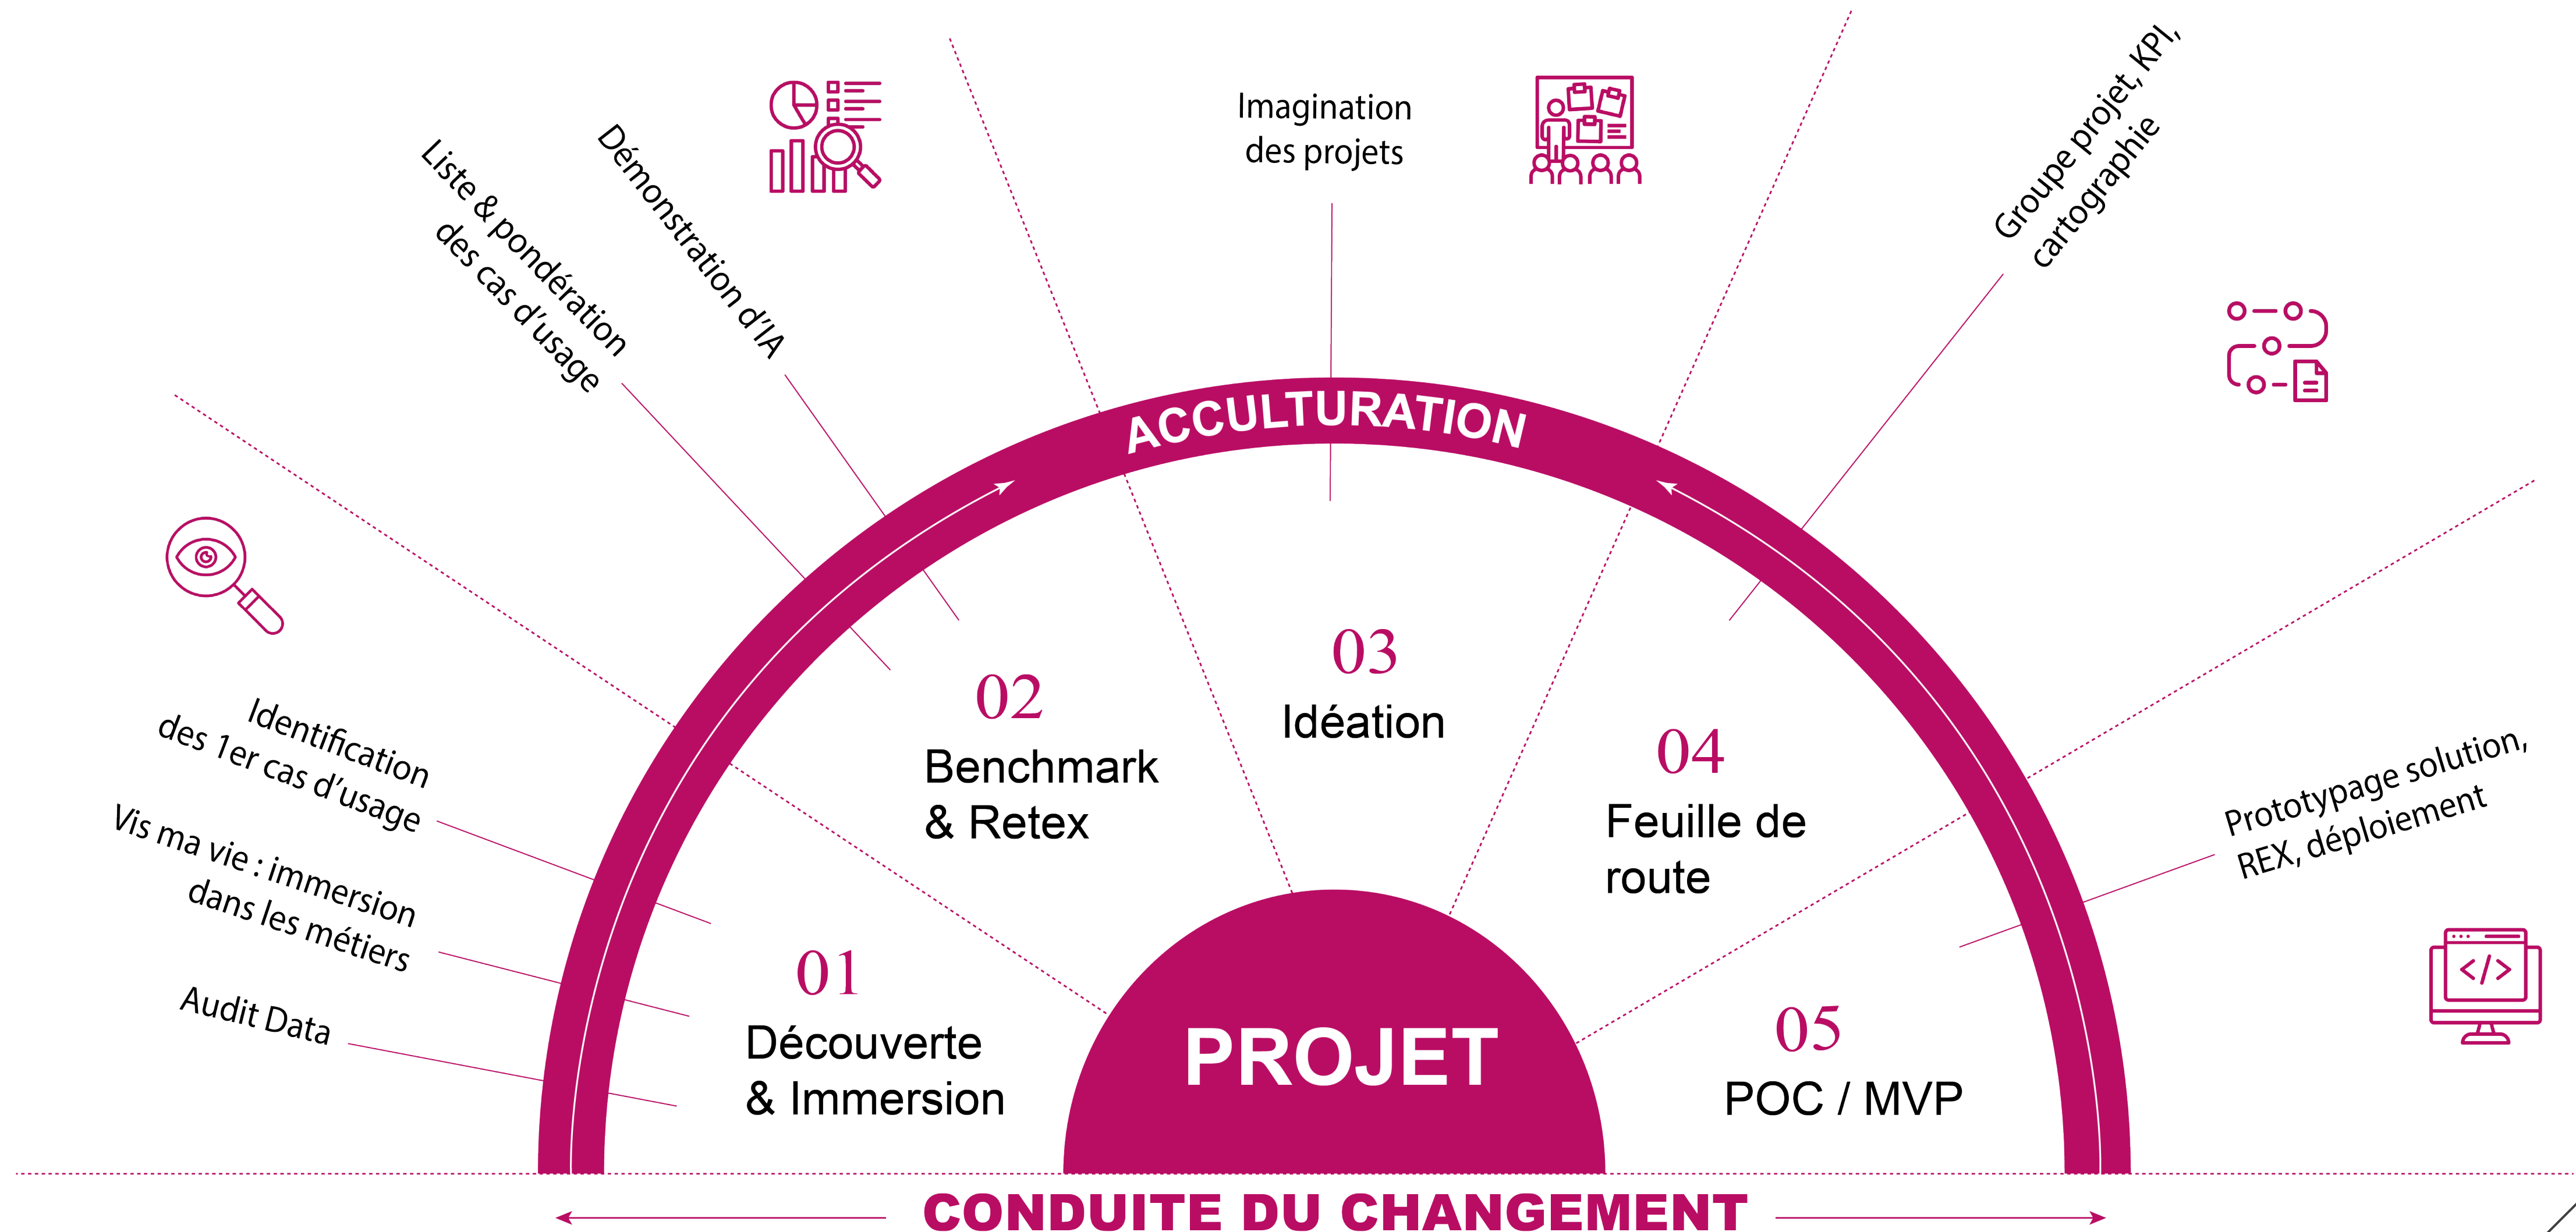 Imagination
des projets
Groupe projet, KPI,
cartographie
Liste & pondération
des cas d'usage
Démonstration d'IA
ACCULTURATION
Identification
des 1er cas d'usage
Vis ma vie : immersion
dans les métiers
Audit Data
01
Découverte
& Immersion
02
Benchmark
& Retex
03
Idéation
04
Feuille de
route
05
POC / MVP
Prototypage solution,
REX, déploiement
</>
PROJET
CONDUITE DU CHANGEMENT